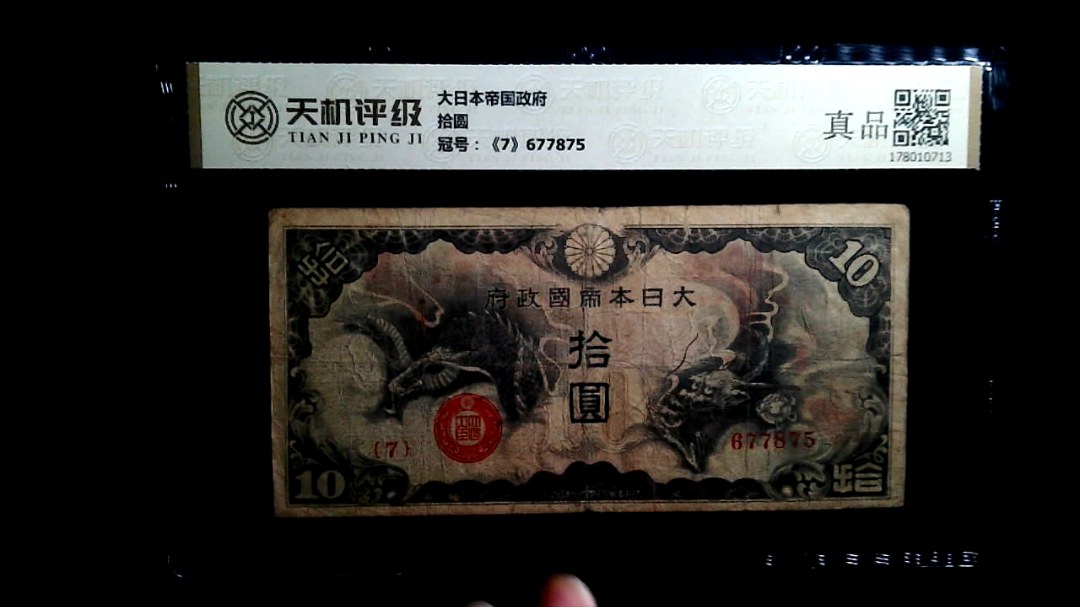 天机评级
TIAN JI PING JI
大日本帝国政府
拾圆
冠号：《7》677875
真品
178010713
拾
10
府政國帝本日大
拾
圓
{7}
677875
10
拾